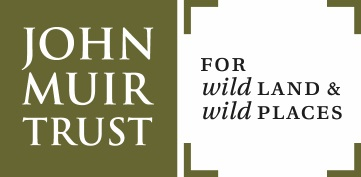 JOHN
MUIR
TRUST
FOR
wild LAND &
wild PLACES